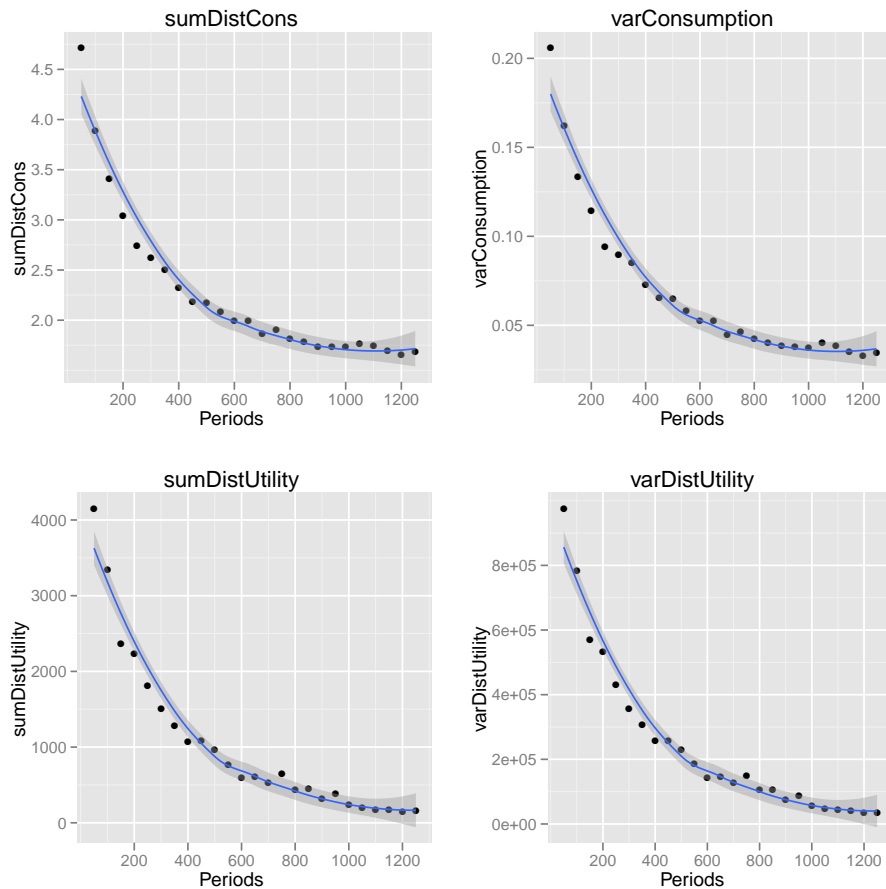 sumDistCons
4.5
4.0
3.5
3.0
2.5
2.0
sumDistCons
200 400 600 800 1000 1200
Periods
varConsumption
0.20
0.15
0.10
0.05
varConsumption
200 400 600 800 1000 1200
Periods
sumDistUtility
4000
3000
2000
1000
0
sumDistUtility
200 400 600 800 1000 1200
Periods
varDistUtility
8e+05
6e+05
4e+05
2e+05
0e+00
varDistUtility
200 400 600 800 1000 1200
Periods